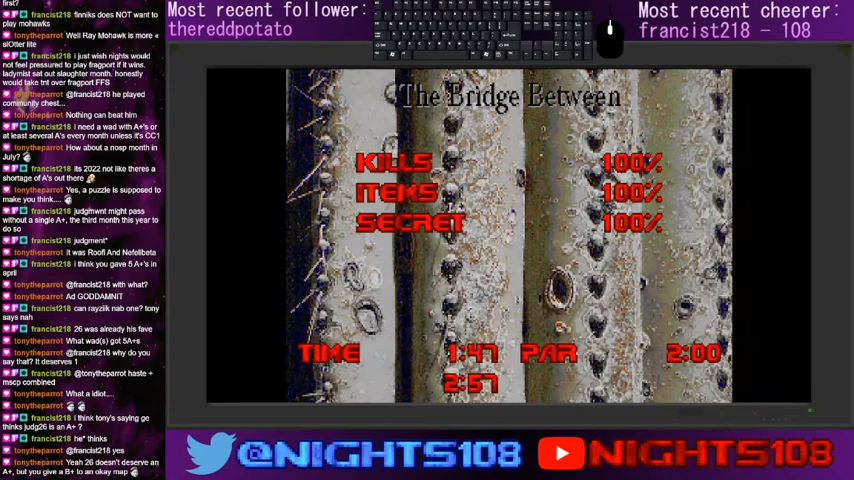 first?
finniks does NOT want to
play mohawks
tonytheparrot Well Ray Mohawk is more «
slOtter lite
francist218 i just wish nights would
not feel pressured to play fragport if it wins.
ladymist sat out slaughter month. honestly
would take tnt over fragport FFS
tonytheparrot @francist218 he played
community chest...
tonytheparrot Nothing can beat him
francist218 I need a wad with A+'s or
at least several A's every month unless it's CC1
tonytheparrot How about a nosp month in
July?
francist218 its 2022 not like theres a
shortage of A's out there
tonytheparrot Yes, a puzzle is supposed to
make you think....
francist218 judgmwnt might pass
without a single A+, the third month this year to
do so
francist218 judgment*
tonytheparrot It was Roofi And Nefelibeta
francist218 i think you gave 5 A+'s in
april
tonytheparrot @francist218 with what?
tonytheparrot Ad GODDAMNIT
francist218 can rayzlik nab one? tony
says nah
francist218 26 was already his fave
tonytheparrot What wad(s) got 5A+s
tonytheparrot @francist218 why do you
say that? It deserves 1
francist218 @tonytheparrot haste +
mscp combined
tonytheparrot What a idiot....
tonytheparrot
francist218 i think tony's saying ge
thinks judg26 is an A+ ?
francist218 he* thinks
tonytheparrot @francist218 yes
tonytheparrot Yeah 26 doesn't deserve an
A+, but you give a B+ to an okay map
Most recent follower:
thereddpotato
Most recent cheerer:
francist218 - 108
The Bridge Between
KILLS 100%
ITEMS 100%
SECRET 100%
TIME 1:47 PAR 2:00
2:57
@NIGHTS108 NIGHTS108